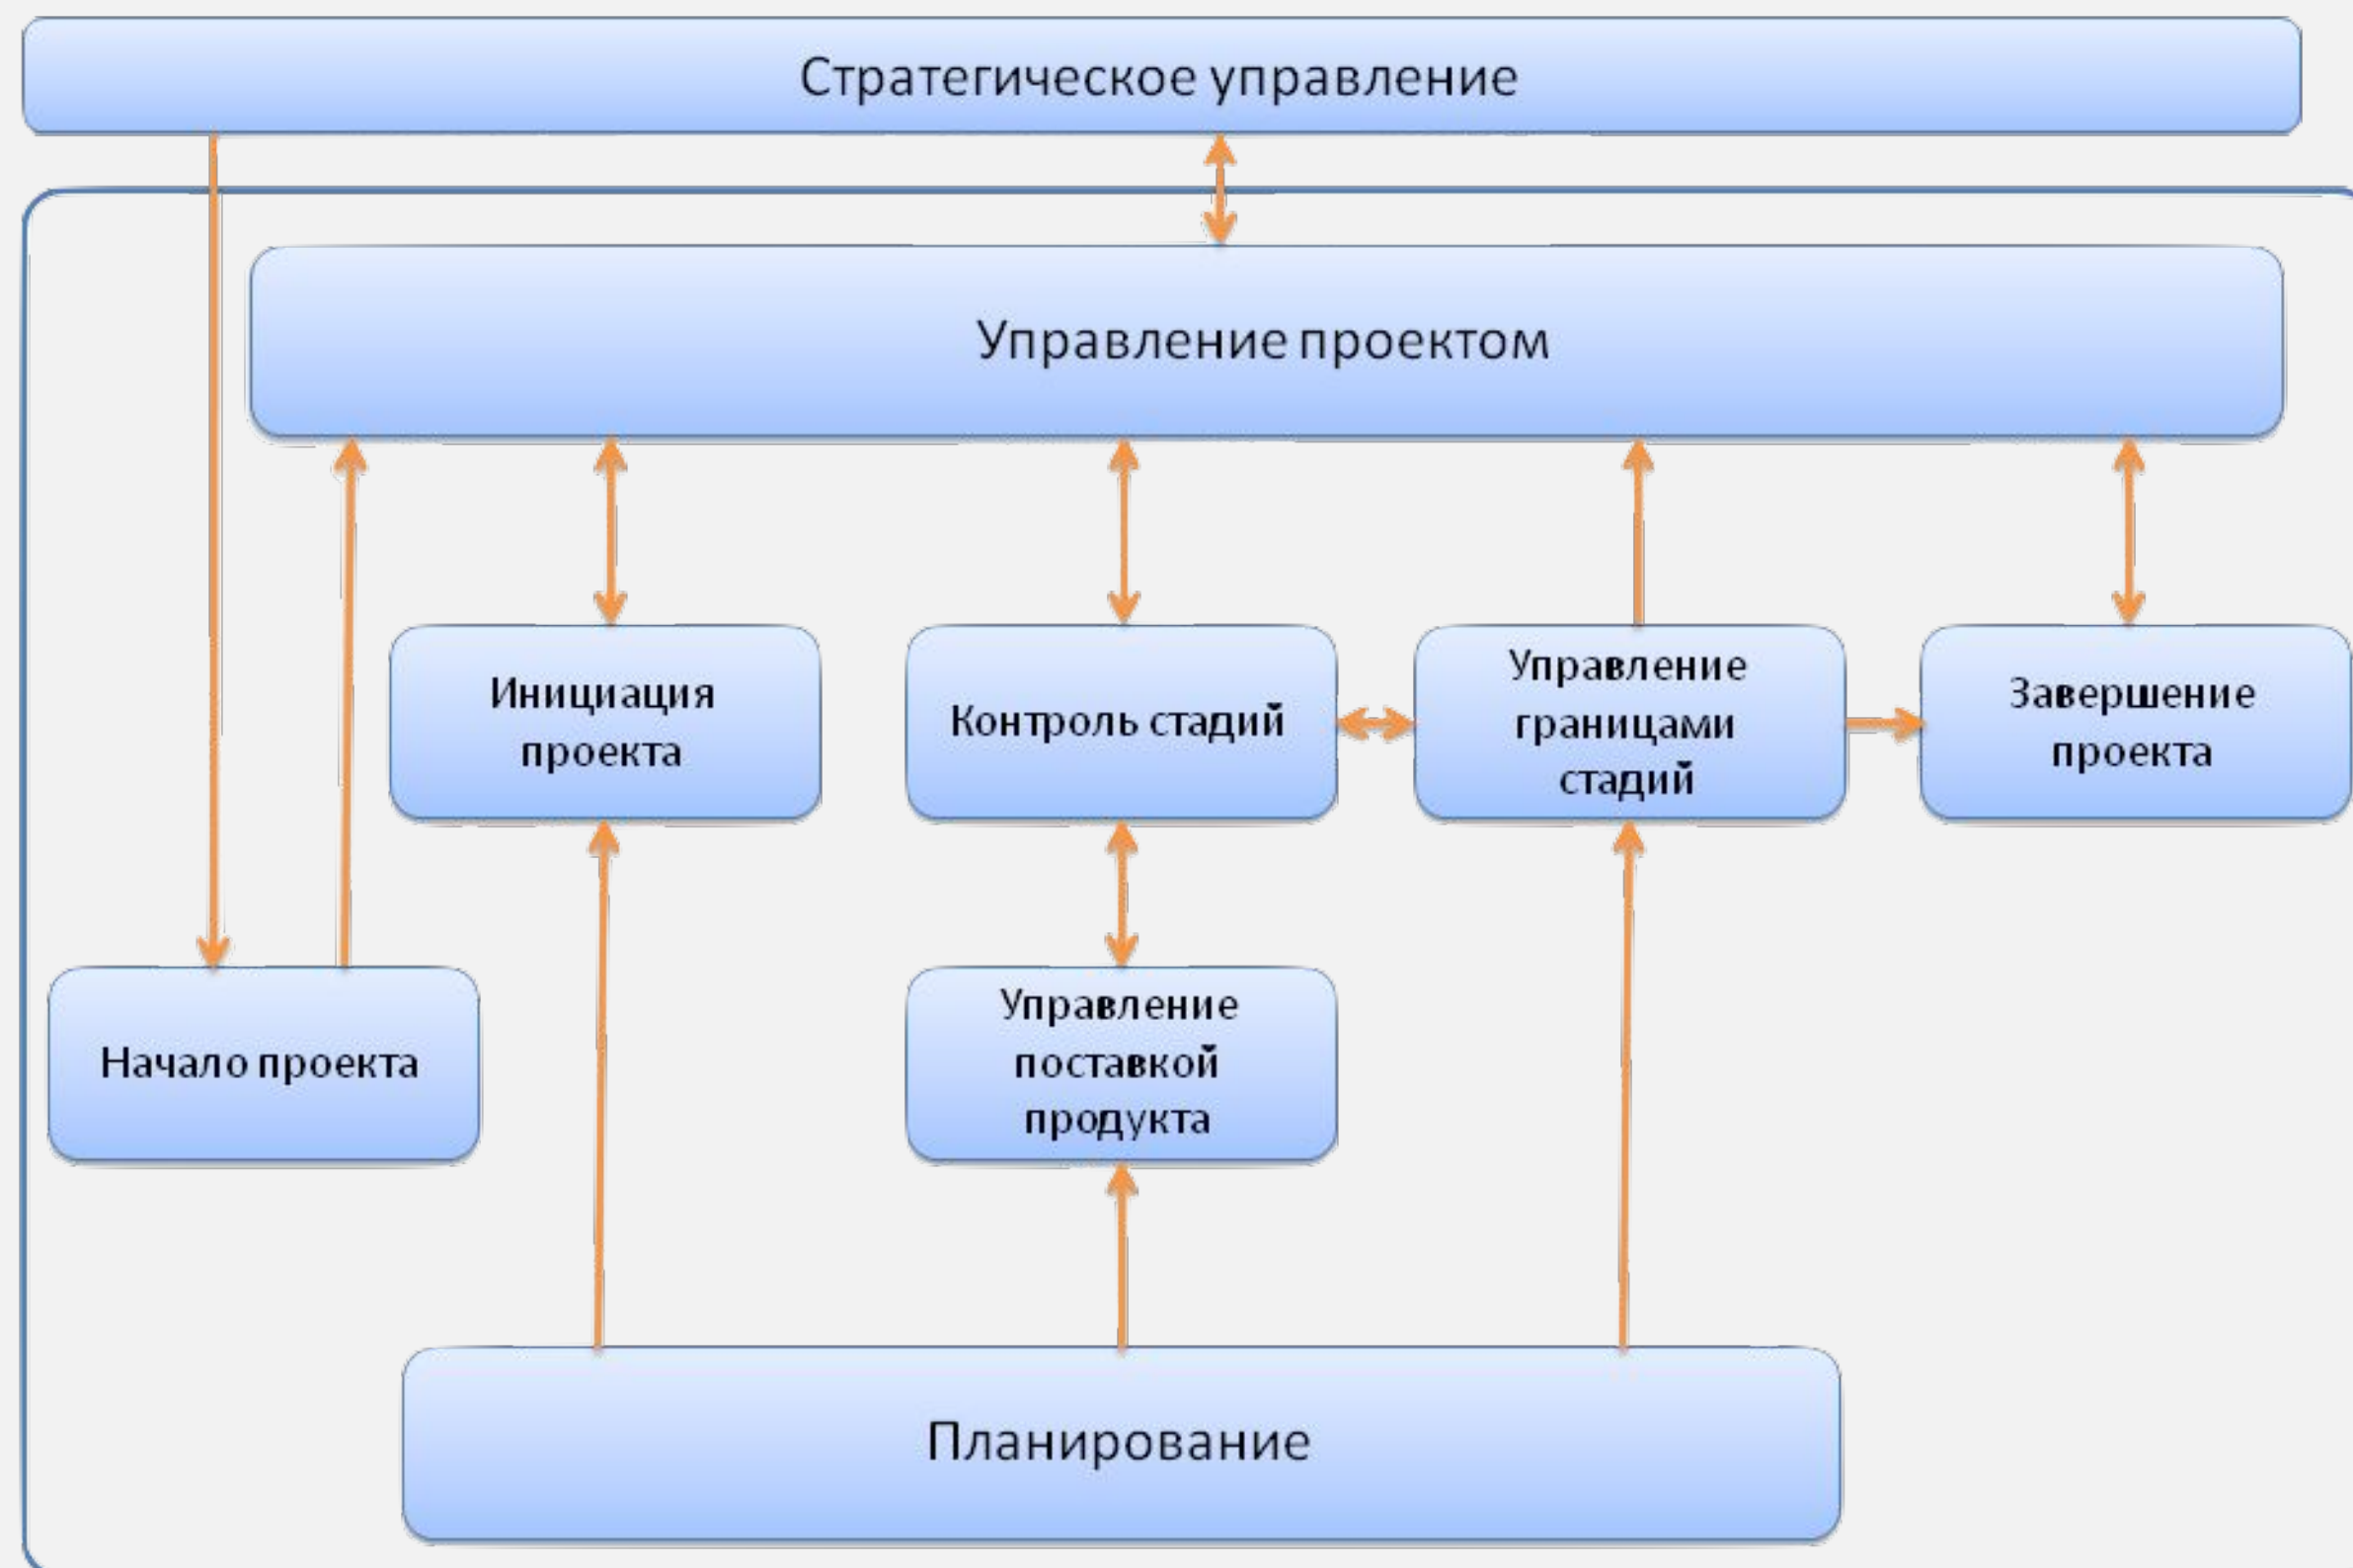 Стратегическое управление
Управление проектом
Инициация
проекта
Контроль стадий
Управление
границами
стадий
Завершение
проекта
Начало проекта
Управление
поставкой
продукта
Планирование